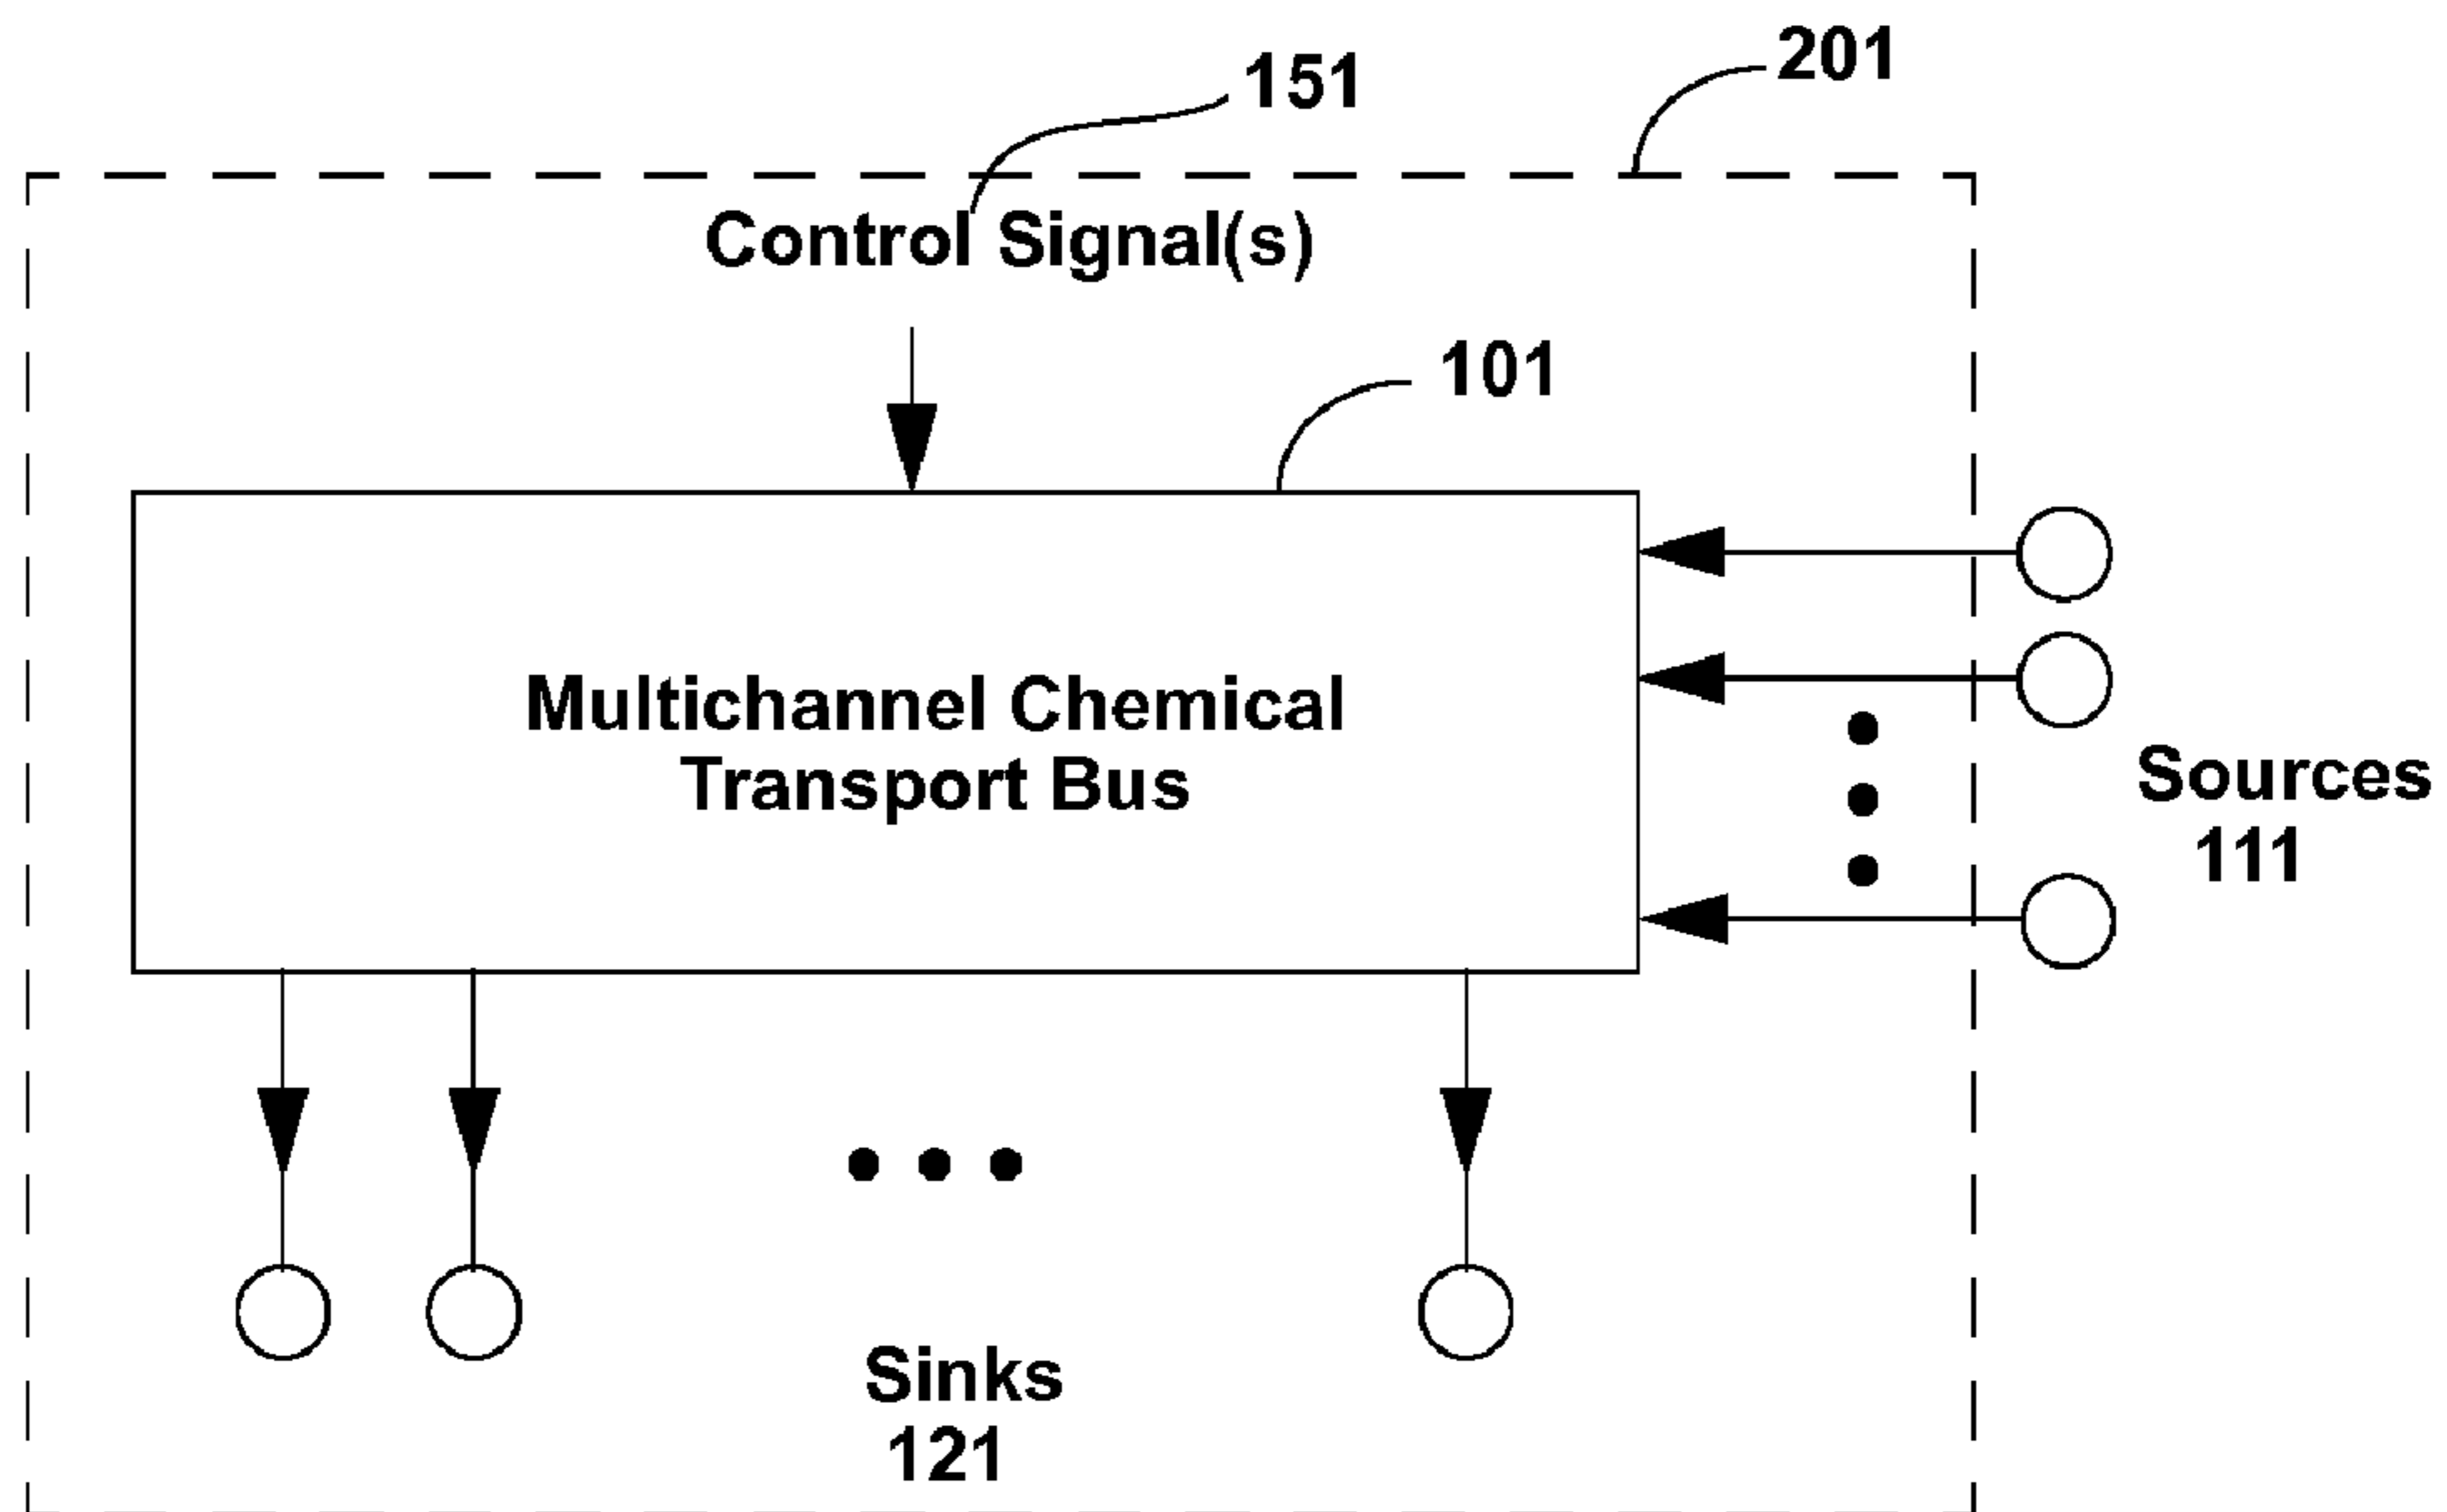 201
151
Control Signal(s)
101
Multichannel Chemical
Transport Bus
Sources
111
Sinks
121